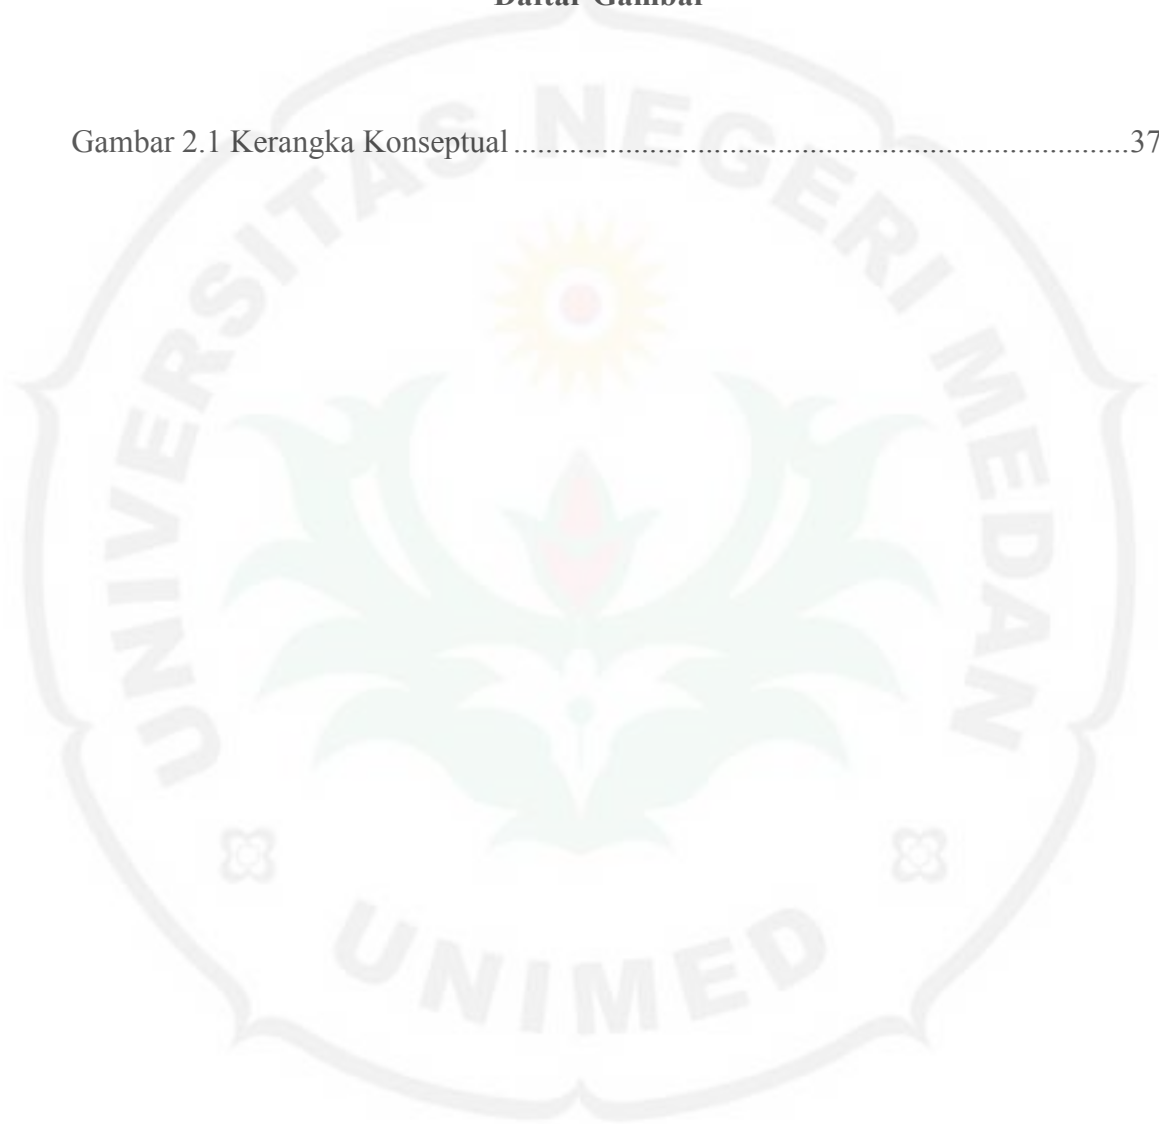 Daftar Gambar
Gambar 2.1 Kerangka Konseptual....................................................................37
UNIVERSITAS NEGERI MEDAN
UNIMED